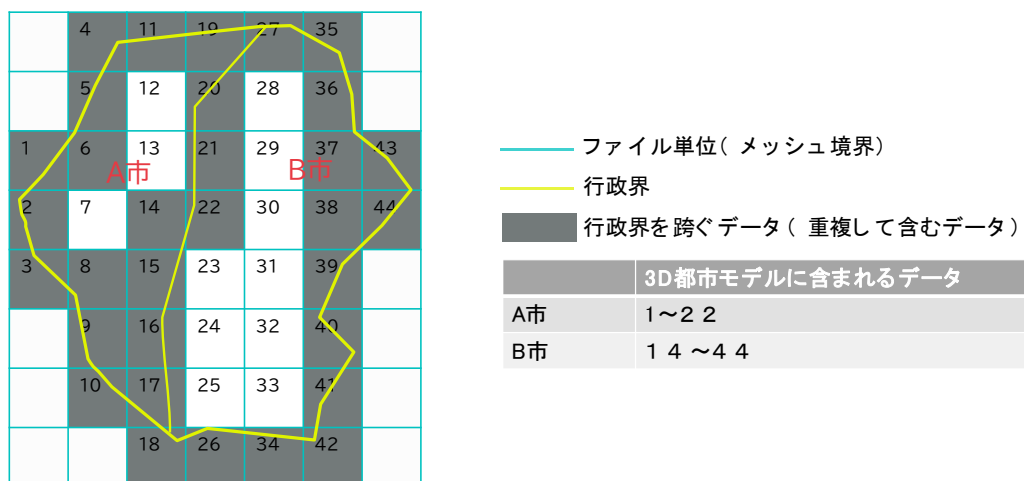 4 11 19 27 35
5 12 20 28 36
1 6 13 21 29 37 43
A市 B市
2 7 14 22 30 38 44
3 8 15 23 31 39
9 16 24 32 40
10 17 25 33 41
18 26 34 42
ファイル単位(メッシュ境界)
行政界
行政界を跨ぐデータ(重複して含むデータ)
3D都市モデルに含まれるデータ
A市 1~22
B市 14~44